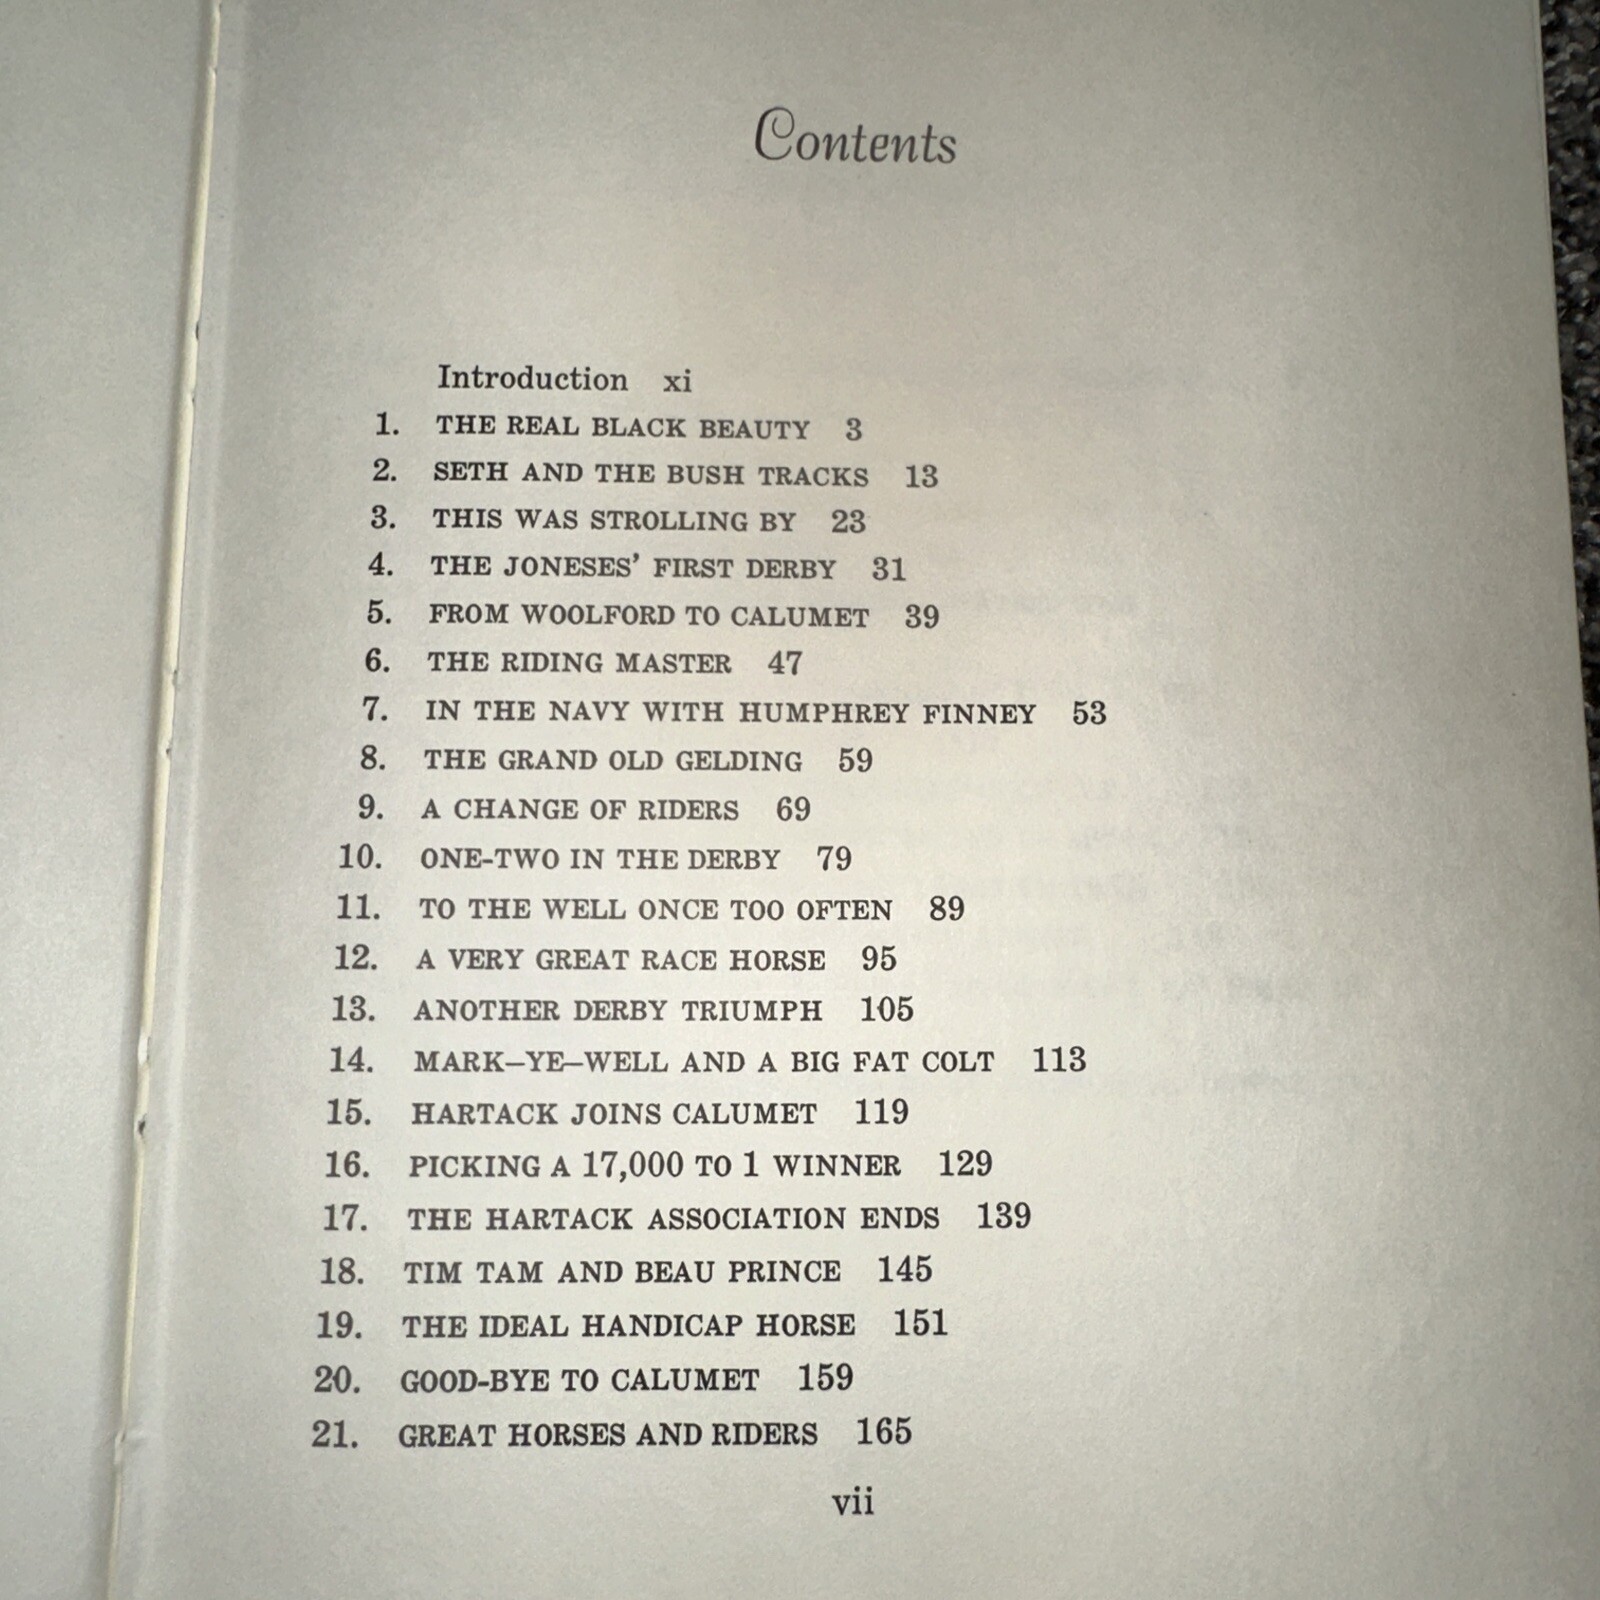 Contents
Introduction xi
1. THE REAL BLACK BEAUTY 3
2. SETH AND THE BUSH TRACKS 13
3. THIS WAS STROLLING BY 23
4. THE JONESES’ FIRST DERBY 31
5. FROM WOOLFORD TO CALUMET 39
6. THE RIDING MASTER 47
7. IN THE NAVY WITH HUMPHREY FINNEY 53
8. THE GRAND OLD GELDING 59
9. A CHANGE OF RIDERS 69
10. ONE-TWO IN THE DERBY 79
11. TO THE WELL ONCE TOO OFTEN 89
12. A VERY GREAT RACE HORSE 95
13. ANOTHER DERBY TRIUMPH 105
14. MARK–YE–WELL AND A BIG FAT COLT 113
15. HARTACK JOINS CALUMET 119
16. PICKING A 17,000 TO 1 WINNER 129
17. THE HARTACK ASSOCIATION ENDS 139
18. TIM TAM AND BEAU PRINCE 145
19. THE IDEAL HANDICAP HORSE 151
20. GOOD-BYE TO CALUMET 159
21. GREAT HORSES AND RIDERS 165
vii